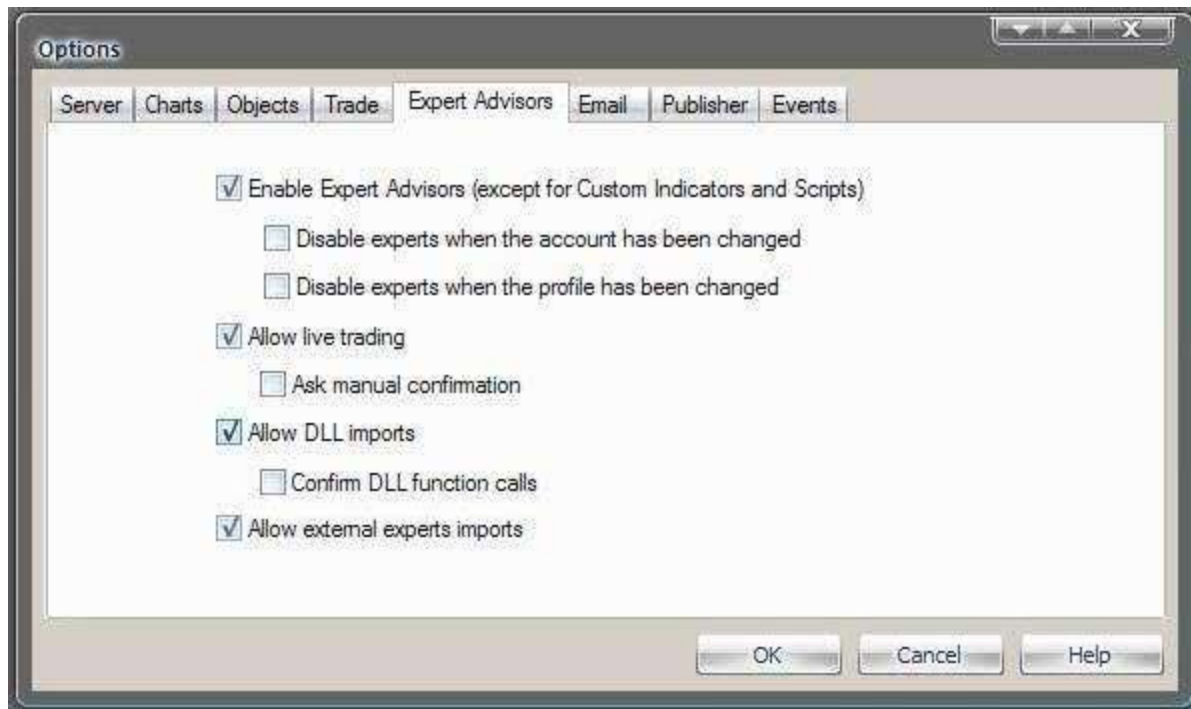 Options
Server Charts Objects Trade Expert Advisors Email Publisher Events
Enable Expert Advisors (except for Custom Indicators and Scripts)
Disable experts when the account has been changed
Disable experts when the profile has been changed
Allow live trading
Ask manual confirmation
Allow DLL imports
Confirm DLL function calls
Allow external experts imports
OK Cancel Help